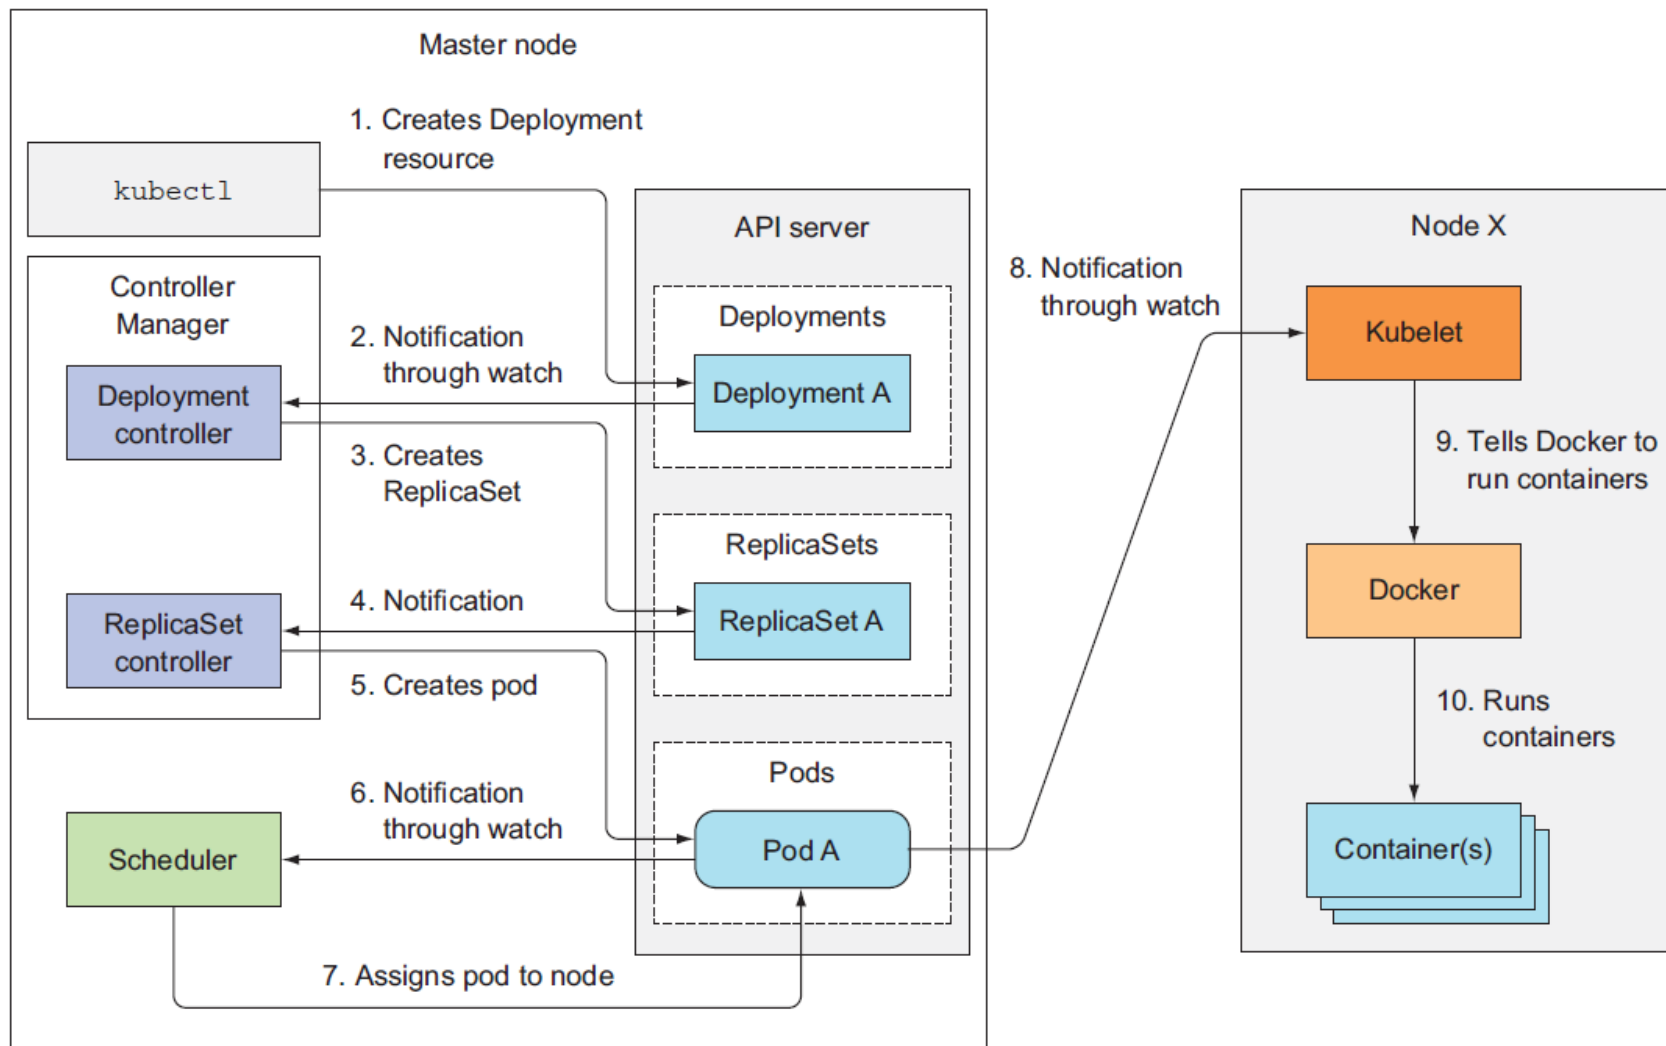 Master node
1. Creates Deployment
resource
kubectl
API server
Node X
Controller
Manager
8. Notification
through watch
Deployments
Kubelet
2. Notification
through watch
Deployment
controller
Deployment A
3. Creates
ReplicaSet
9. Tells Docker to
run containers
ReplicaSets
Docker
4. Notification
ReplicaSet
controller
ReplicaSet A
5. Creates pod
10. Runs
containers
Pods
6. Notification
through watch
Scheduler
Pod A
Container(s)
7. Assigns pod to node